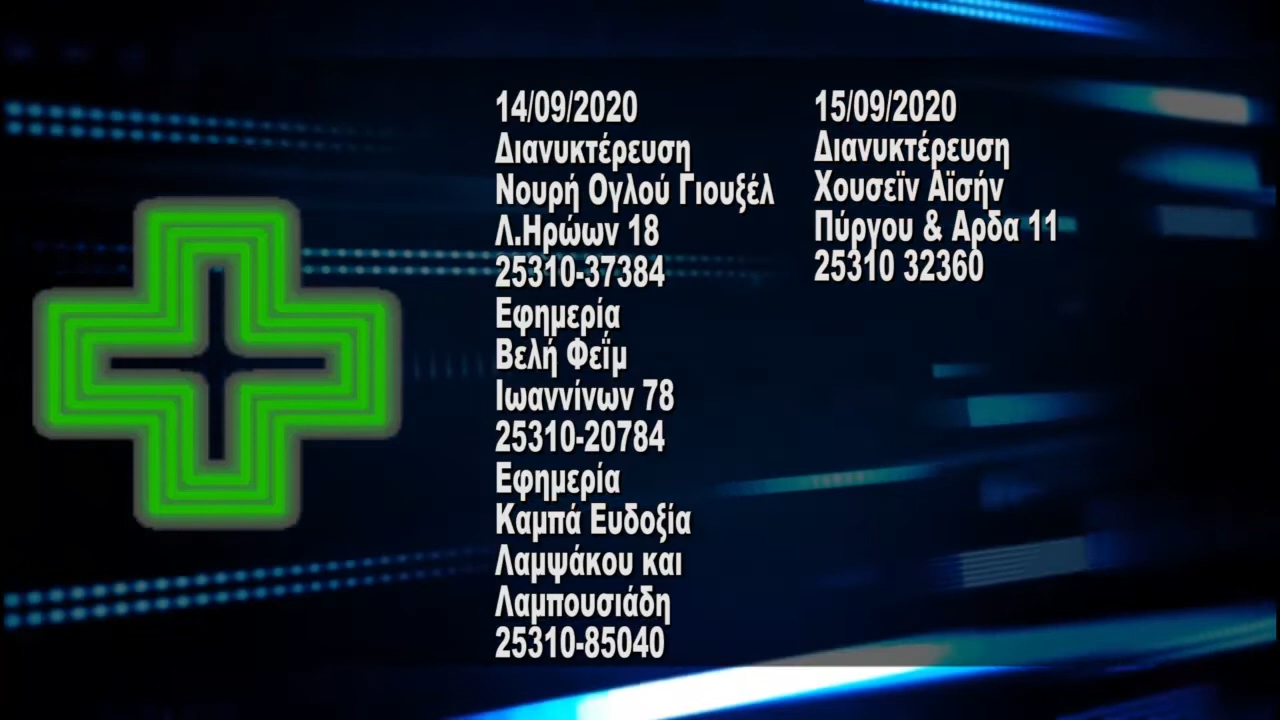 14/09/2020
Διανυκτέρευση
Νουρή Ογλού Γιουξέλ
Λ.Ηρώων 18
25310-37384
Εφημερία
Βελή Φεΐμ
Ιωαννίνων 78
25310-20784
Εφημερία
Καμπά Ευδοξία
Λαμψάκου και
Λαμπουσιάδη
25310-85040
15/09/2020
Διανυκτέρευση
Χουσεϊν Αϊσήν
Πύργου & Αρδα 11
25310 32360